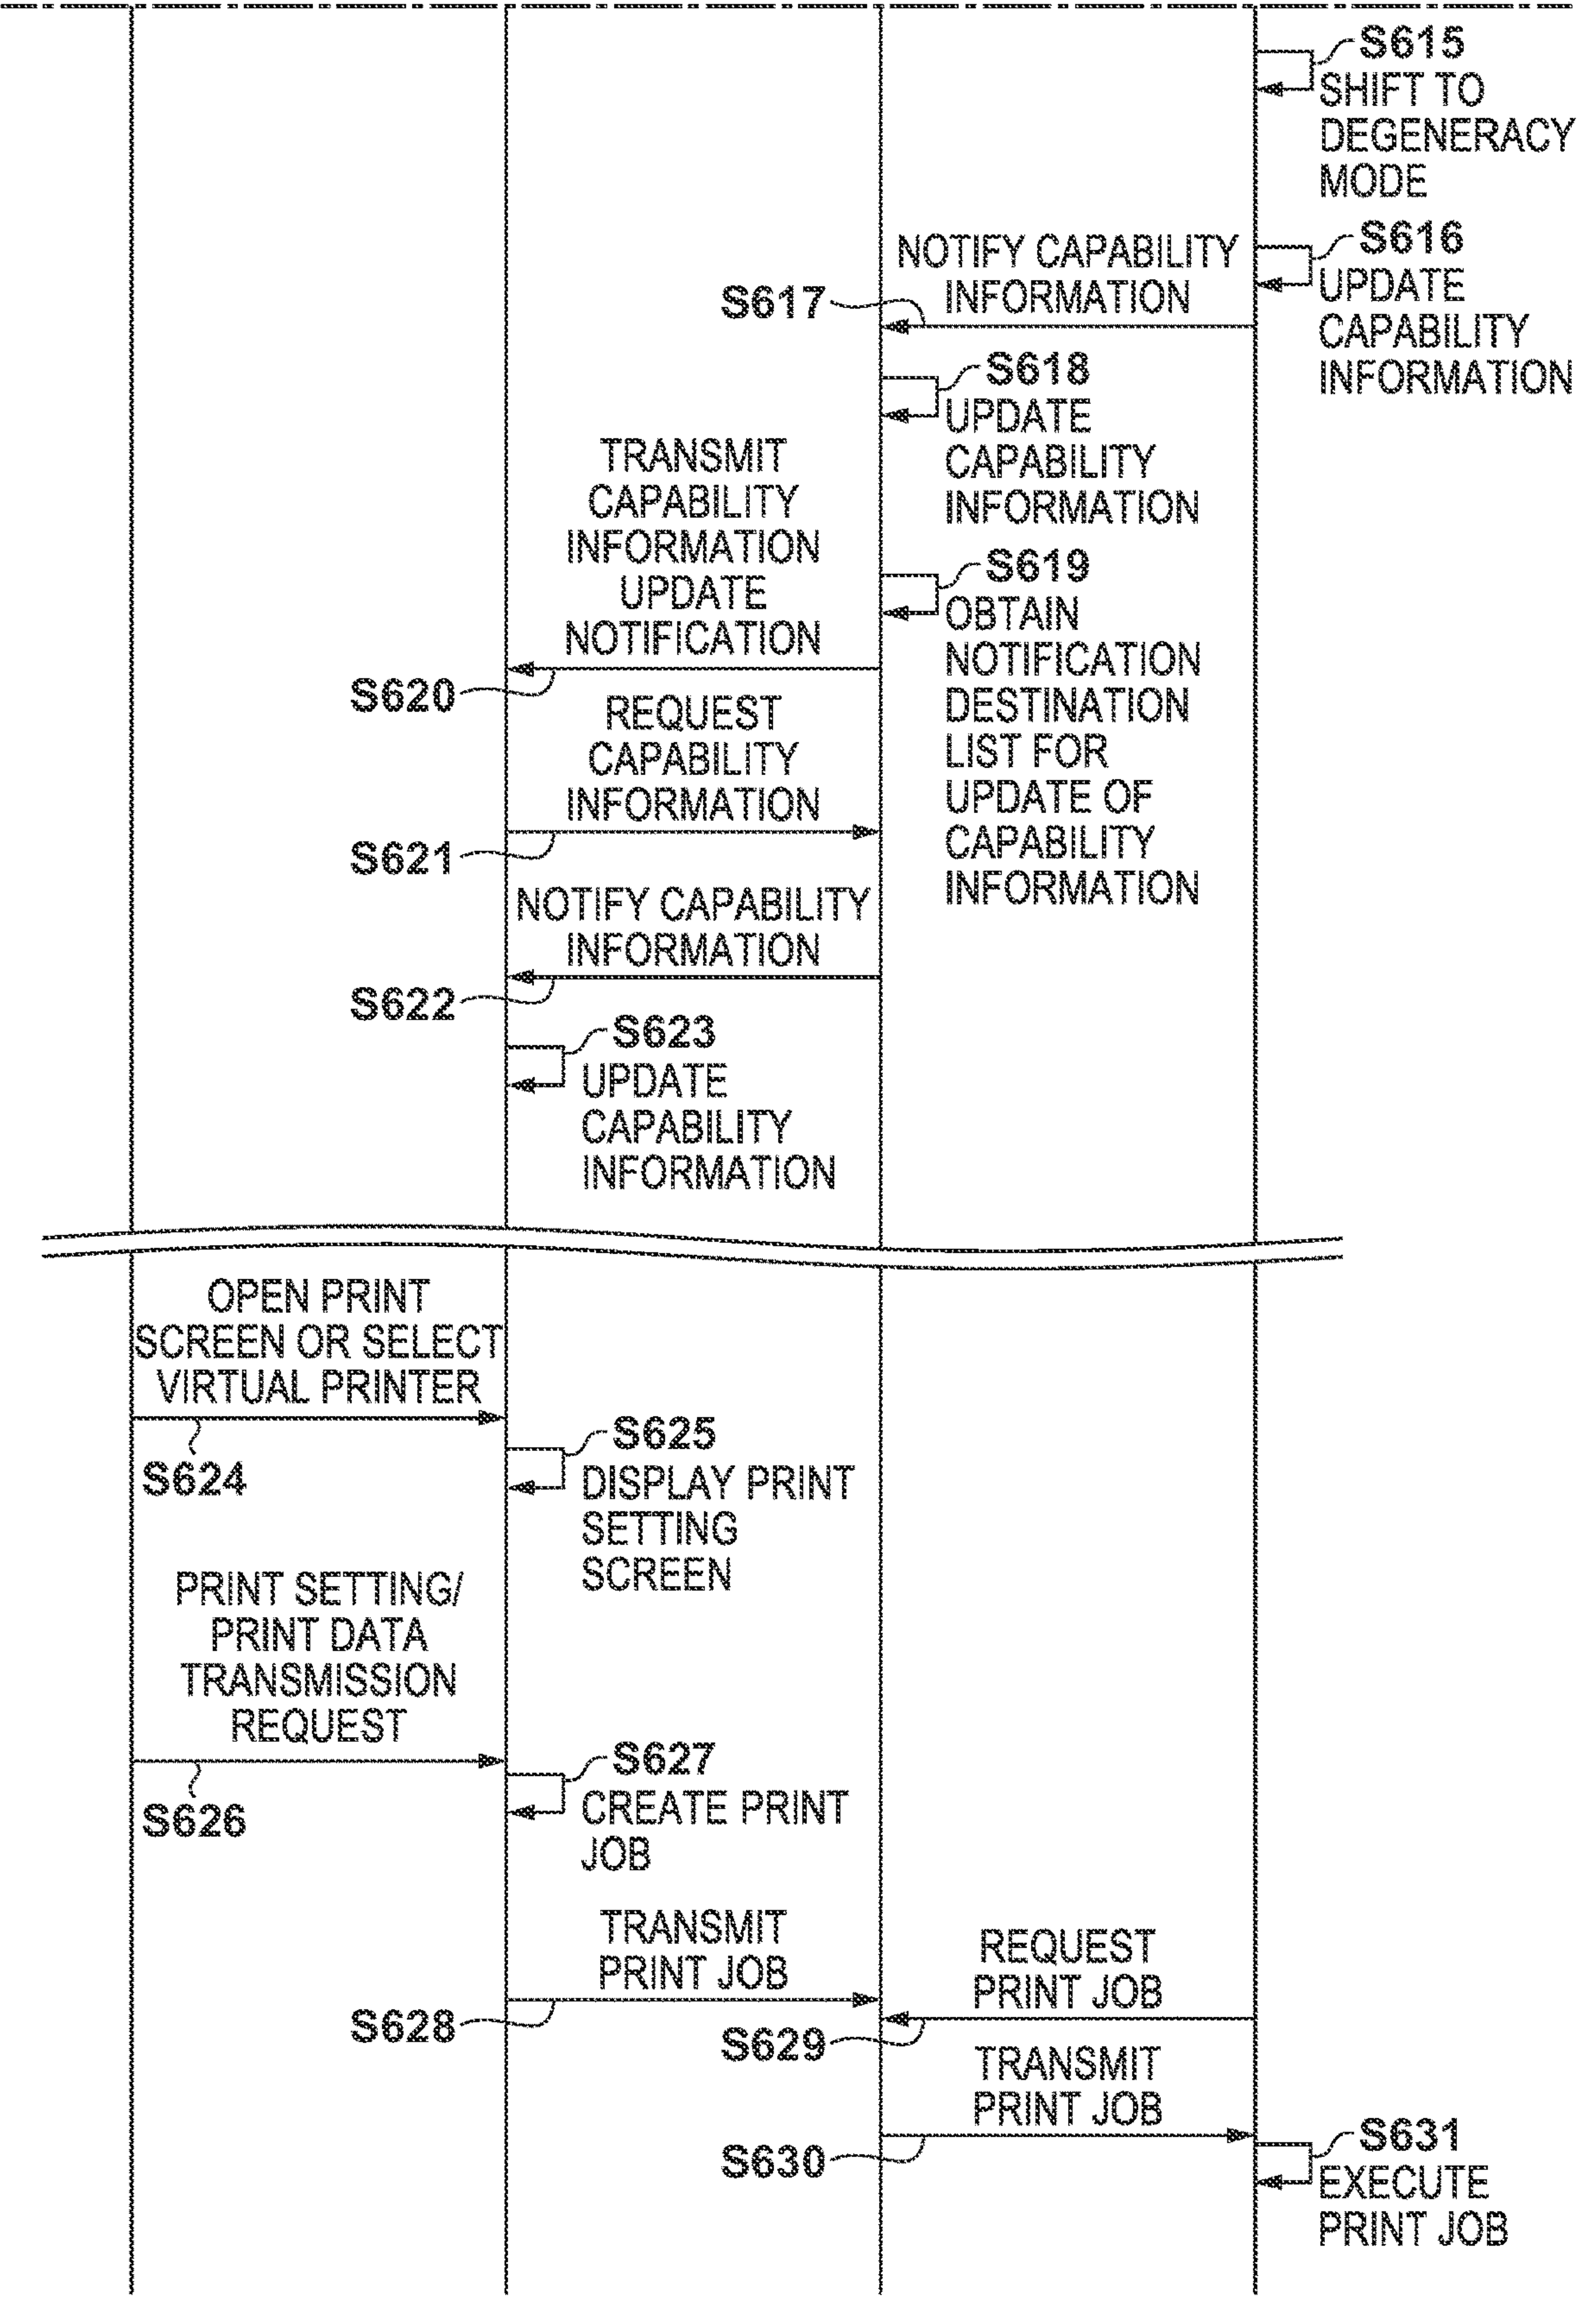 S615
SHIFT TO
DEGENERACY
MODE
S616
UPDATE
CAPABILITY
INFORMATION
NOTIFY CAPABILITY
INFORMATION
S617
S618
UPDATE
CAPABILITY
INFORMATION
S619
OBTAIN
NOTIFICATION
DESTINATION
LIST FOR
UPDATE OF
CAPABILITY
INFORMATION
TRANSMIT
CAPABILITY
INFORMATION
UPDATE
NOTIFICATION
S620
REQUEST
CAPABILITY
INFORMATION
S621
NOTIFY CAPABILITY
INFORMATION
S622
S623
UPDATE
CAPABILITY
INFORMATION
OPEN PRINT
SCREEN OR SELECT
VIRTUAL PRINTER
S624
S625
DISPLAY PRINT
SETTING
SCREEN
PRINT SETTING/
PRINT DATA
TRANSMISSION
REQUEST
S626
S627
CREATE PRINT
JOB
TRANSMIT
PRINT JOB
S628
REQUEST
PRINT JOB
S629
TRANSMIT
PRINT JOB
S630
S631
EXECUTE
PRINT JOB